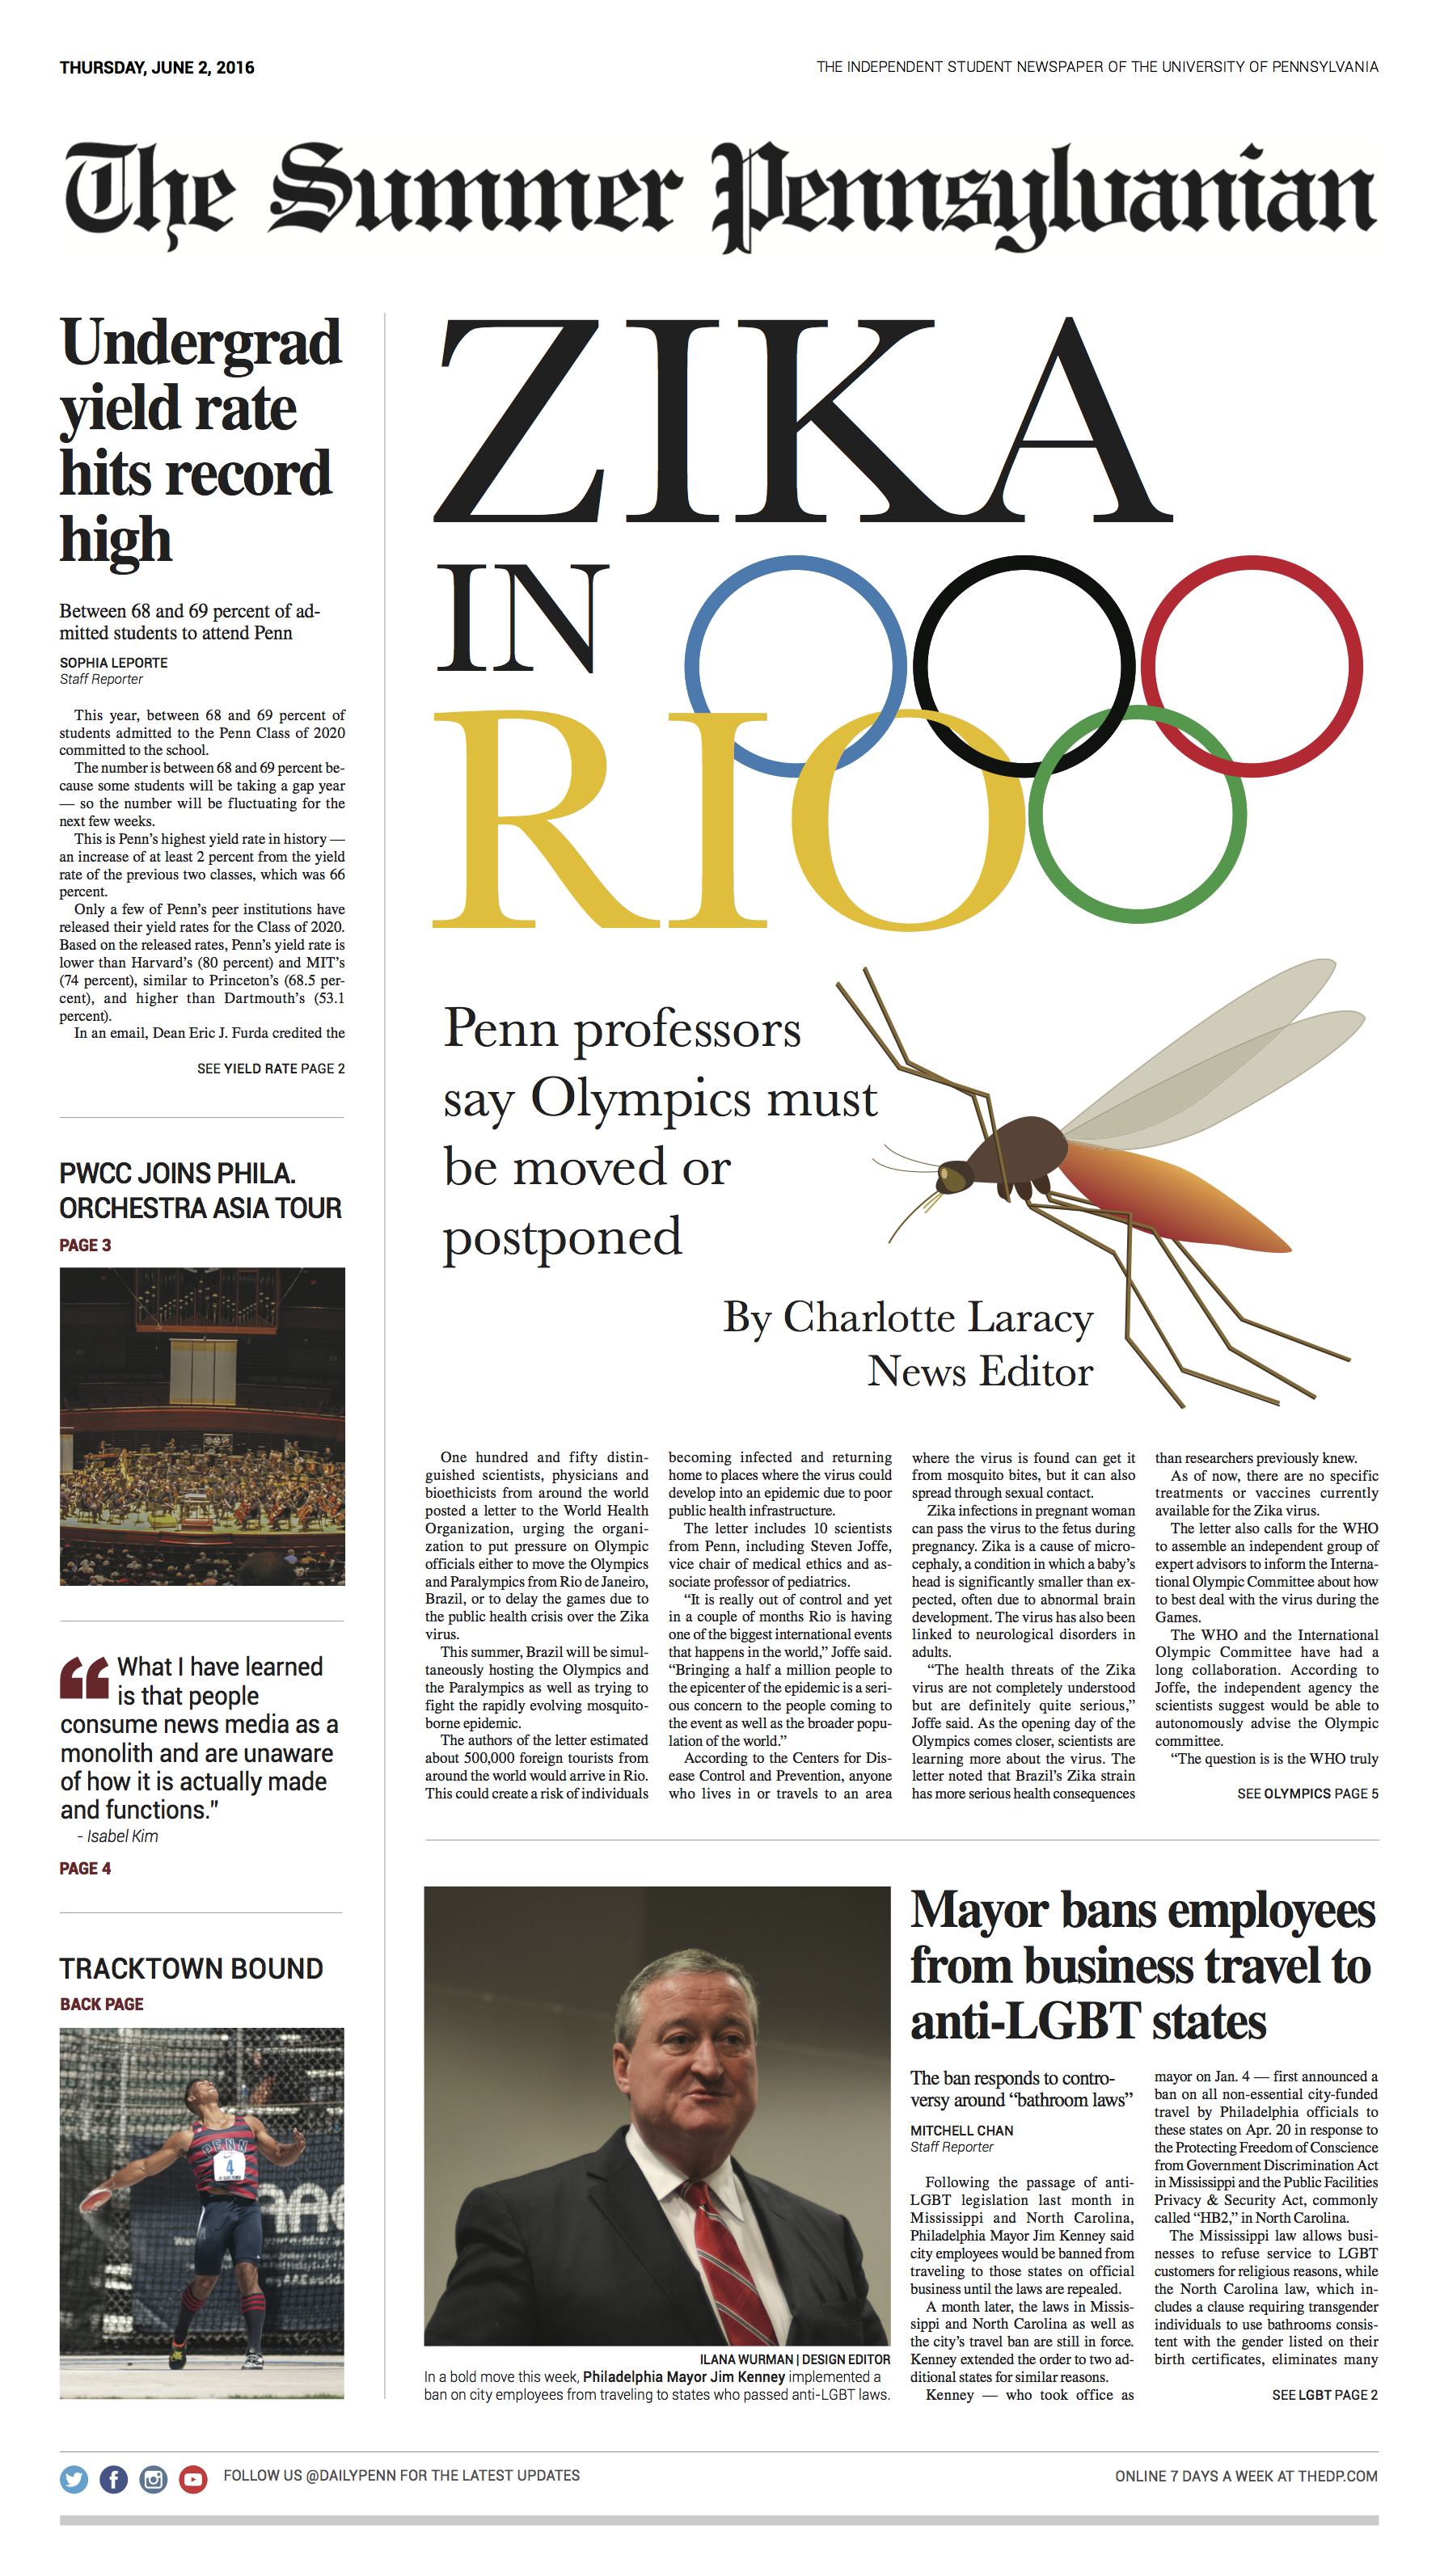 THURSDAY, JUNE 2, 2016
THE INDEPENDENT STUDENT NEWSPAPER OF THE UNIVERSITY OF PENNSYLVANIA
The Summer Pennsylvanian
Undergrad
yield rate
hits record
high
Between 68 and 69 percent of ad-
mitted students to attend Penn
SOPHIA LEPORTE
Staff Reporter
This year, between 68 and 69 percent of
students admitted to the Penn Class of 2020
committed to the school.
The number is between 68 and 69 percent be-
cause some students will be taking a gap year
— so the number will be fluctuating for the
next few weeks.
This is Penn's highest yield rate in history —
an increase of at least 2 percent from the yield
rate of the previous two classes, which was 66
percent.
Only a few of Penn's peer institutions have
released their yield rates for the Class of 2020.
Based on the released rates, Penn's yield rate is
lower than Harvard's (80 percent) and MIT's
(74 percent), similar to Princeton's (68.5 per-
cent), and higher than Dartmouth's (53.1
percent).
In an email, Dean Eric J. Furda credited the
SEE YIELD RATE PAGE 2
PWCC JOINS PHILA.
ORCHESTRA ASIA TOUR
PAGE 3
“What I have learned
is that people
consume news media as a
monolith and are unaware
of how it is actually made
and functions."
- Isabel Kim
PAGE 4
TRACKTOWN BOUND
BACK PAGE
PENN
4
ZIKA
IN
RIO
Penn professors
say Olympics must
be moved or
postponed
By Charlotte Laracy
News Editor
One hundred and fifty distin-
guished scientists, physicians and
bioethicists from around the world
posted a letter to the World Health
Organization, urging the organi-
zation to put pressure on Olympic
officials either to move the Olympics
and Paralympics from Rio de Janeiro,
Brazil, or to delay the games due to
the public health crisis over the Zika
virus.
This summer, Brazil will be simul-
taneously hosting the Olympics and
the Paralympics as well as trying to
fight the rapidly evolving mosquito-
borne epidemic.
The authors of the letter estimated
about 500,000 foreign tourists from
around the world would arrive in Rio.
This could create a risk of individuals
becoming infected and returning
home to places where the virus could
develop into an epidemic due to poor
public health infrastructure.
The letter includes 10 scientists
from Penn, including Steven Joffe,
vice chair of medical ethics and as-
sociate professor of pediatrics.
“It is really out of control and yet
in a couple of months Rio is having
one of the biggest international events
that happens in the world,” Joffe said.
“Bringing a half a million people to
the epicenter of the epidemic is a seri-
ous concern to the people coming to
the event as well as the broader popu-
lation of the world.”
According to the Centers for Dis-
ease Control and Prevention, anyone
who lives in or travels to an area
where the virus is found can get it
from mosquito bites, but it can also
spread through sexual contact.
Zika infections in pregnant woman
can pass the virus to the fetus during
pregnancy. Zika is a cause of micro-
cephaly, a condition in which a baby's
head is significantly smaller than ex-
pected, often due to abnormal brain
development. The virus has also been
linked to neurological disorders in
adults.
“The health threats of the Zika
virus are not completely understood
but are definitely quite serious,”
Joffe said. As the opening day of the
Olympics comes closer, scientists are
learning more about the virus. The
letter noted that Brazil's Zika strain
has more serious health consequences
than researchers previously knew.
As of now, there are no specific
treatments or vaccines currently
available for the Zika virus.
The letter also calls for the WHO
to assemble an independent group of
expert advisors to inform the Interna-
tional Olympic Committee about how
to best deal with the virus during the
Games.
The WHO and the International
Olympic Committee have had a
long collaboration. According to
Joffe, the independent agency the
scientists suggest would be able to
autonomously advise the Olympic
committee.
“The question is is the WHO truly
SEE OLYMPICS PAGE 5
ILANA WURMAN | DESIGN EDITOR
In a bold move this week, Philadelphia Mayor Jim Kenney implemented a
ban on city employees from traveling to states who passed anti-LGBT laws.
Mayor bans employees
from business travel to
anti-LGBT states
The ban responds to contro-
versy around “bathroom laws”
MITCHELL CHAN
Staff Reporter
Following the passage of anti-
LGBT legislation last month in
Mississippi and North Carolina,
Philadelphia Mayor Jim Kenney said
city employees would be banned from
traveling to those states on official
business until the laws are repealed.
A month later, the laws in Missis-
sippi and North Carolina as well as
the city's travel ban are still in force.
Kenney extended the order to two ad-
ditional states for similar reasons.
Kenney — who took office as
mayor on Jan. 4 — first announced a
ban on all non-essential city-funded
travel by Philadelphia officials to
these states on Apr. 20 in response to
the Protecting Freedom of Conscience
from Government Discrimination Act
in Mississippi and the Public Facilities
Privacy & Security Act, commonly
called “HB2,” in North Carolina.
The Mississippi law allows busi-
nesses to refuse service to LGBT
customers for religious reasons, while
the North Carolina law, which in-
cludes a clause requiring transgender
individuals to use bathrooms consis-
tent with the gender listed on their
birth certificates, eliminates many
SEE LGBT PAGE 2
FOLLOW US @DAILYPENN FOR THE LATEST UPDATES
ONLINE 7 DAYS A WEEK AT THEDP.COM